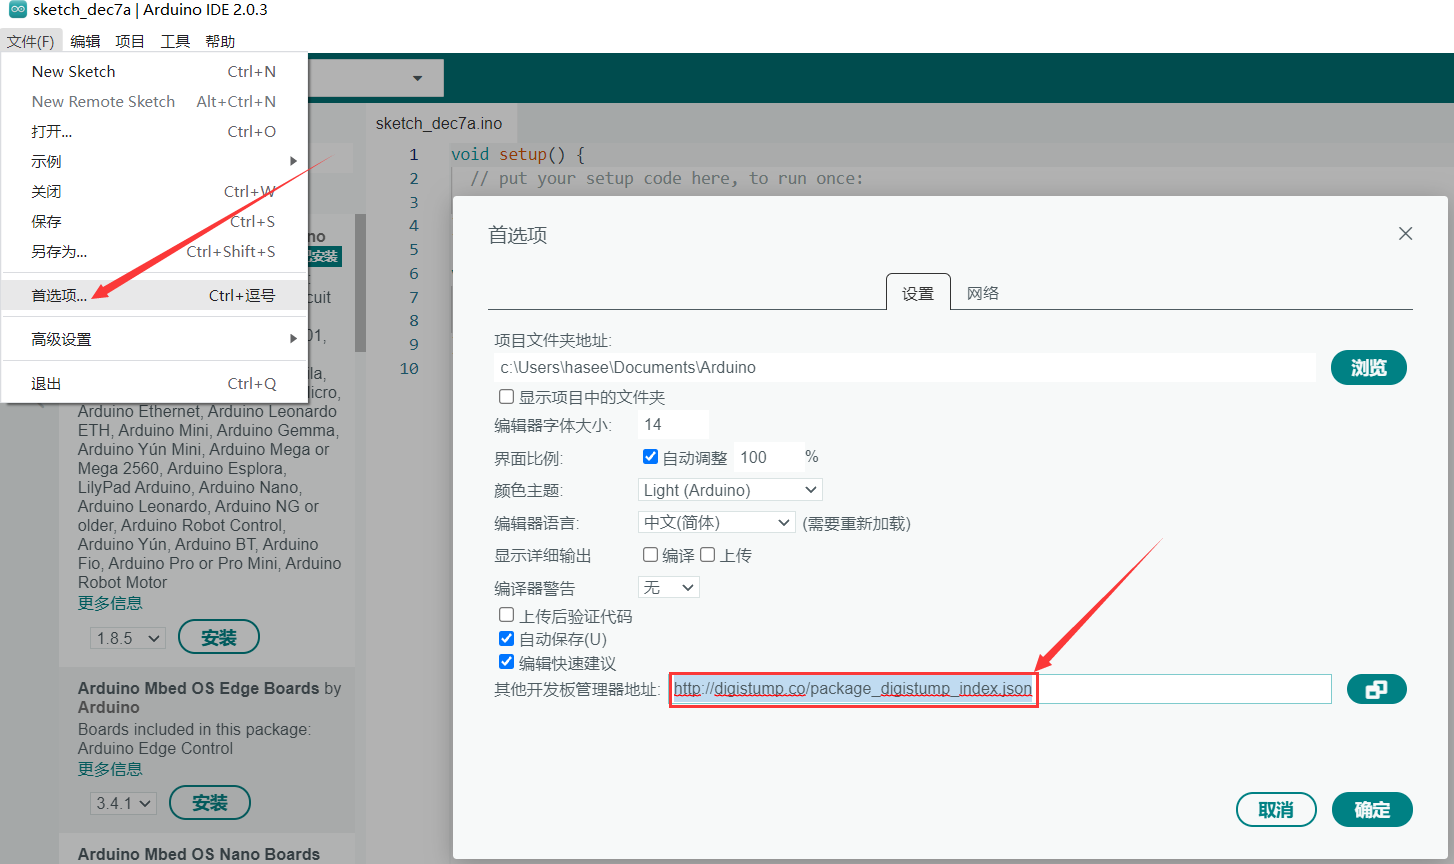 sketch_dec7a | Arduino IDE 2.0.3
文件(F) 编辑 项目 工具 帮助
New Sketch Ctrl+N
New Remote Sketch Alt+Ctrl+N
打开... Ctrl+O
示例
关闭 Ctrl+W
保存 Ctrl+S
另存为... Ctrl+Shift+S
首选项... Ctrl+逗号
高级设置
退出 Ctrl+Q
安装
Arduino Ethernet, Arduino Leonardo
ETH, Arduino Mini, Arduino Gemma,
Arduino Yún Mini, Arduino Mega or
Mega 2560, Arduino Esplora,
LilyPad Arduino, Arduino Nano,
Arduino Leonardo, Arduino NG or
older, Arduino Robot Control,
Arduino Yún, Arduino BT, Arduino
Fio, Arduino Pro or Pro Mini, Arduino
Robot Motor
更多信息
1.8.5 安装
Arduino Mbed OS Edge Boards by
Arduino
Boards included in this package:
Arduino Edge Control
更多信息
3.4.1 安装
Arduino Mbed OS Nano Boards
sketch_dec7a.ino
1 void setup() {
2 // put your setup code here, to run once:
3
4
5
6
7
8
9
10
首选项
设置 网络
项目文件夹地址:
c:\Users\hasee\Documents\Arduino 浏览
显示项目中的文件夹
编辑器字体大小: 14
界面比例: 自动调整 100 %
颜色主题: Light (Arduino)
编辑器语言: 中文(简体) (需要重新加载)
显示详细输出 编译 上传
编译器警告 无
上传后验证代码
自动保存(U)
编辑快速建议
其他开发板管理器地址: http://digistump.co/package_digistump_index.json
取消 确定